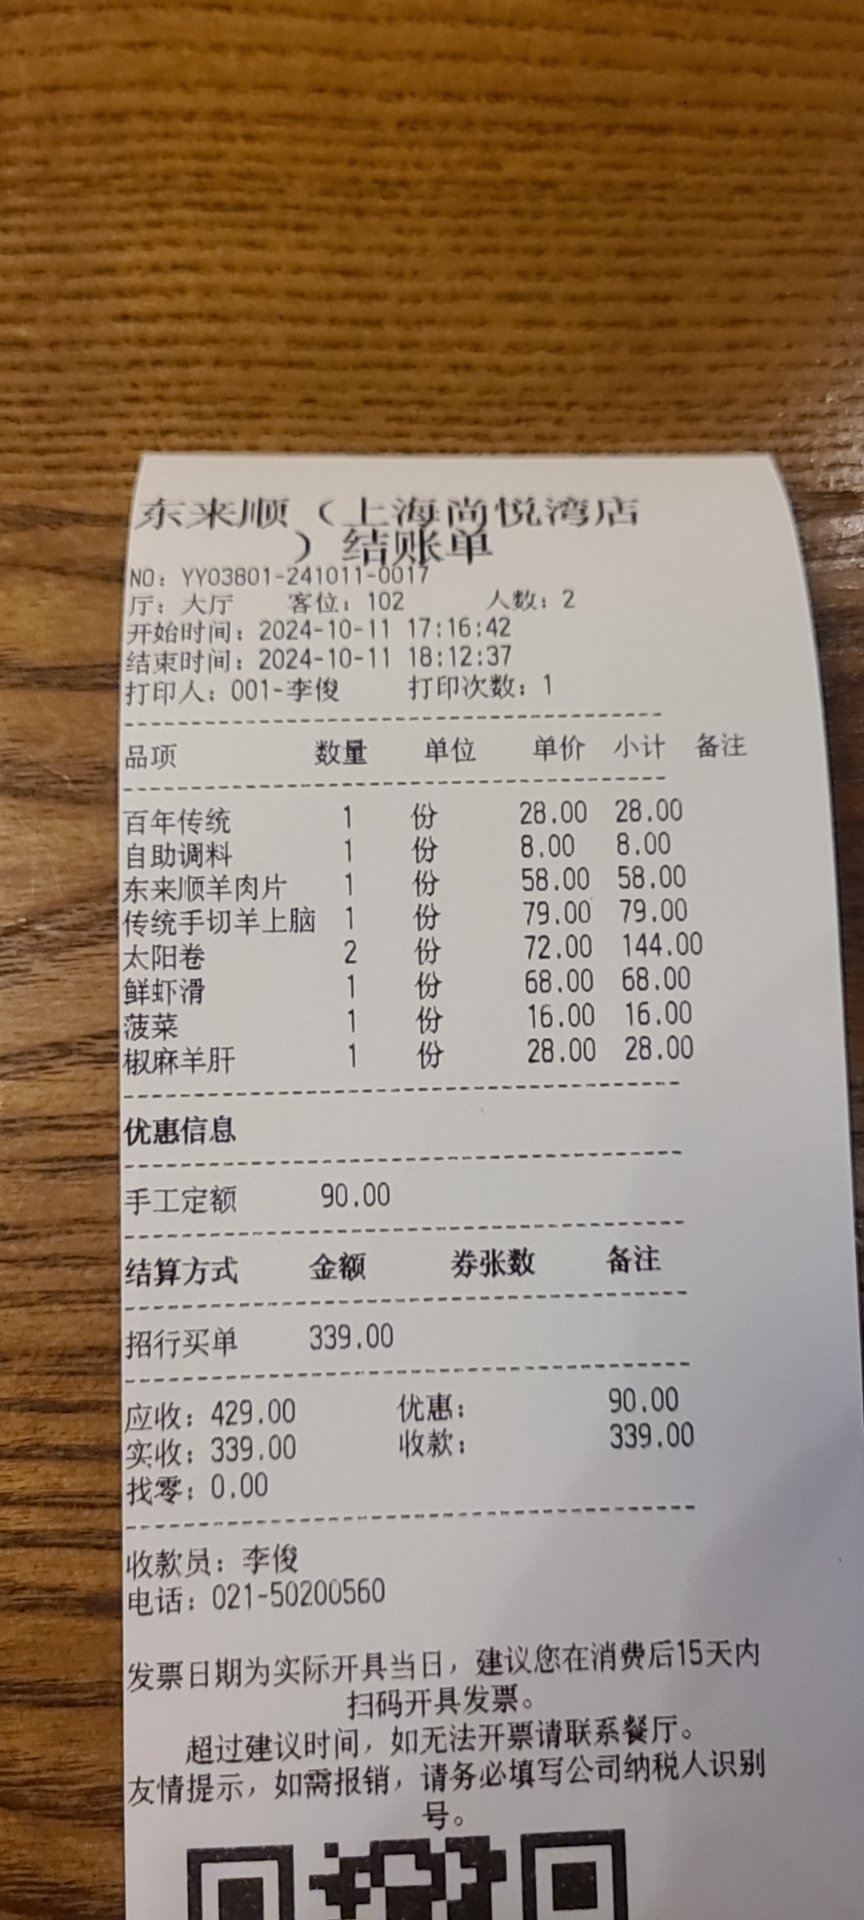 东来顺（上海尚悦湾店
）结账单
NO：YY03801-241011-0017
厅：大厅 客位：102 人数：2
开始时间：2024-10-11 17:16:42
结束时间：2024-10-11 18:12:37
打印人：001-李俊 打印次数：1
品项 数量 单位 单价 小计 备注
百年传统 1 份 28.00 28.00
自助调料 1 份 8.00 8.00
东来顺羊肉片 1 份 58.00 58.00
传统手切羊上脑 1 份 79.00 79.00
太阳卷 2 份 72.00 144.00
鲜虾滑 1 份 68.00 68.00
菠菜 1 份 16.00 16.00
椒麻羊肝 1 份 28.00 28.00
优惠信息
手工定额 90.00
结算方式 金额 券张数 备注
招行买单 339.00
应收：429.00 优惠： 90.00
实收：339.00 收款： 339.00
找零：0.00
收款员：李俊
电话：021-50200560
发票日期为实际开具当日，建议您在消费后15天内
扫码开具发票。
超过建议时间，如无法开票请联系餐厅。
友情提示，如需报销，请务必填写公司纳税人识别
号。